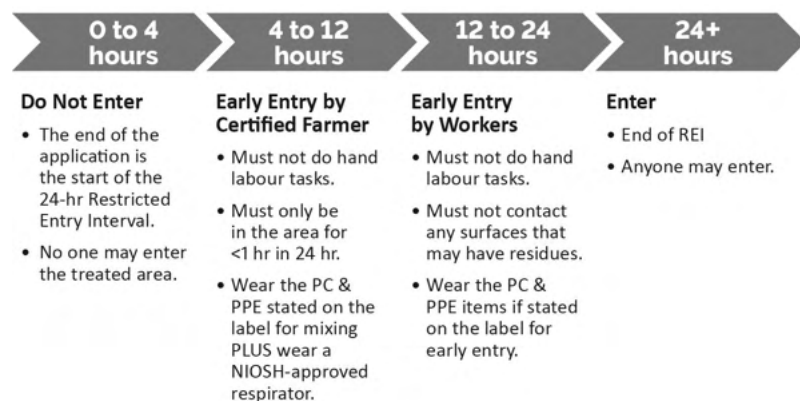 0 to 4
hours
4 to 12
hours
12 to 24
hours
24+
hours
Do Not Enter
• The end of the
application is
the start of the
24-hr Restricted
Entry Interval.
• No one may enter
the treated area.
Early Entry by
Certified Farmer
• Must not do hand
labour tasks.
• Must only be
in the area for
<1 hr in 24 hr.
• Wear the PC &
PPE stated on the
label for mixing
PLUS wear a
NIOSH-approved
respirator.
Early Entry
by Workers
• Must not do hand
labour tasks.
• Must not contact
any surfaces that
may have residues.
• Wear the PC &
PPE items if stated
on the label for
early entry.
Enter
• End of REI
• Anyone may enter.